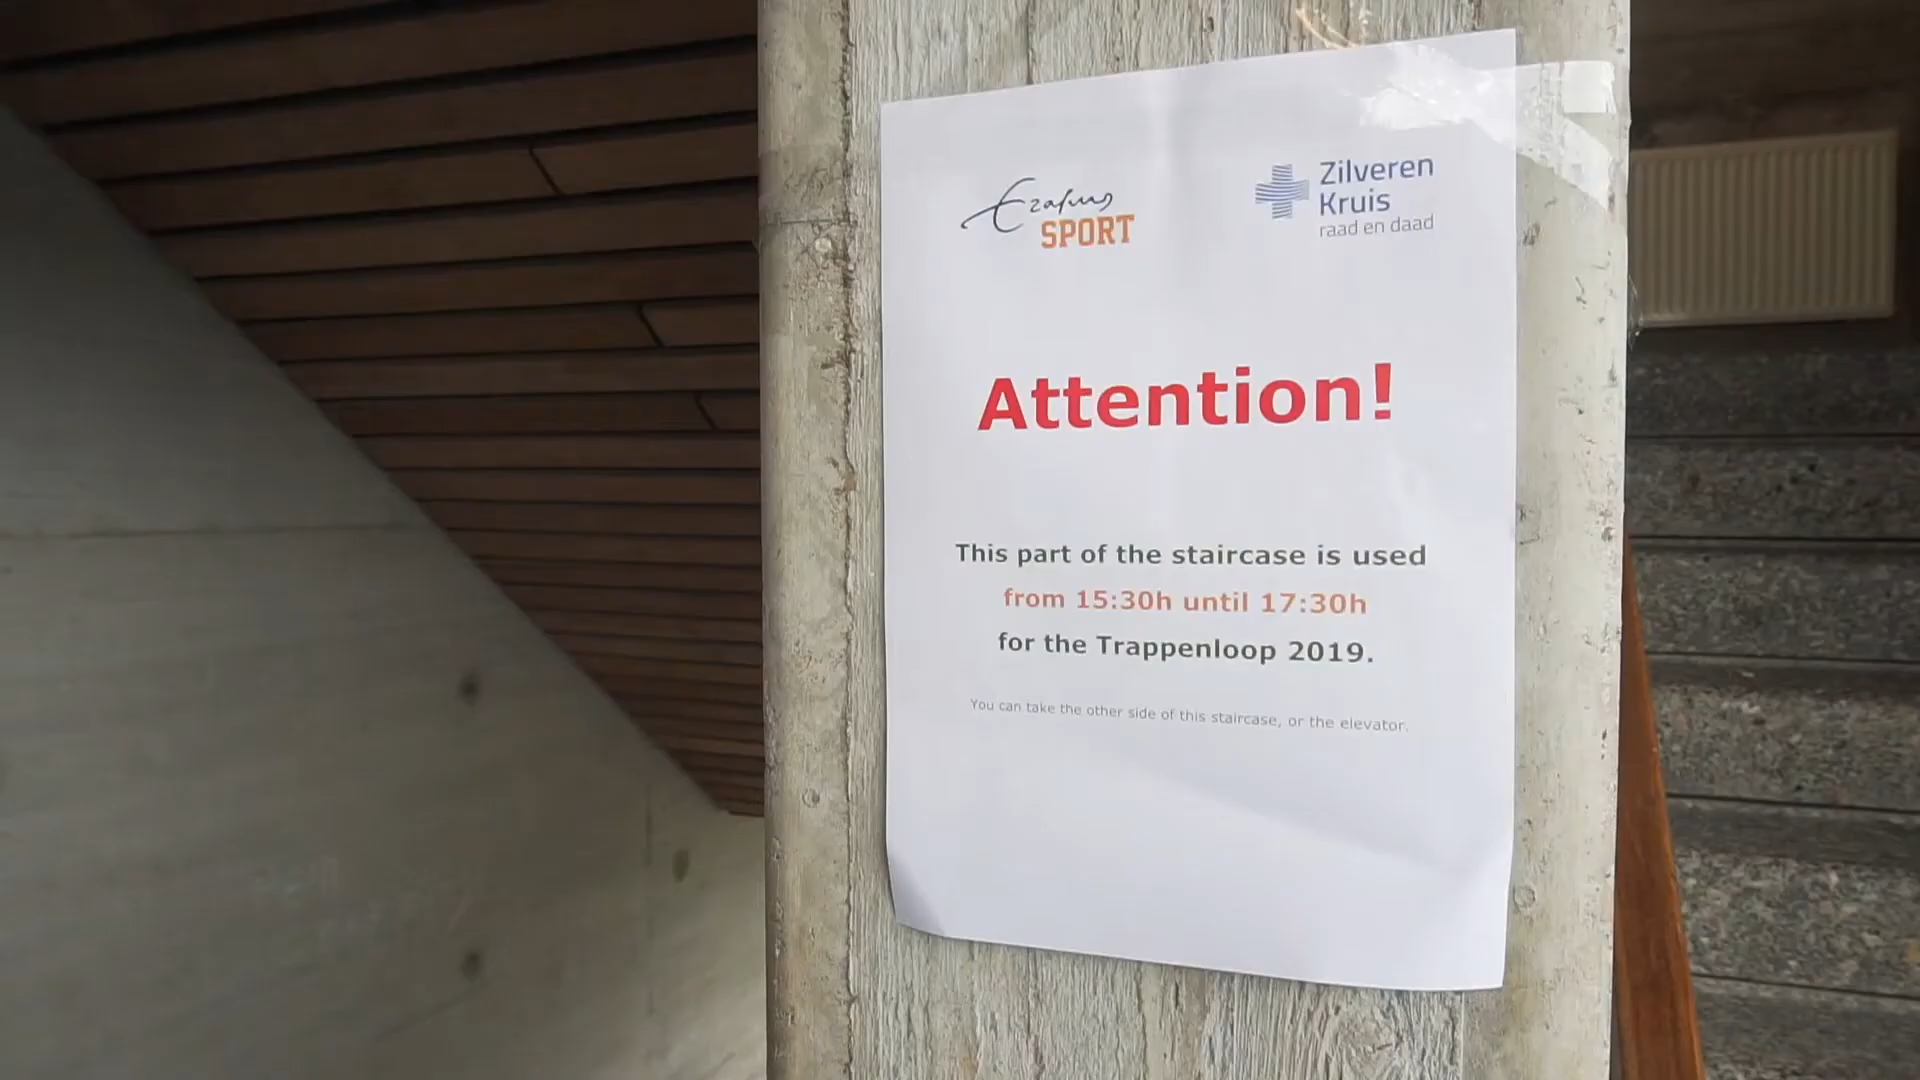 Erasmus
SPORT
Zilveren
Kruis
raad en daad
Attention!
This part of the staircase is used
from 15:30h until 17:30h
for the Trappenloop 2019.
You can take the other side of this staircase, or the elevator.